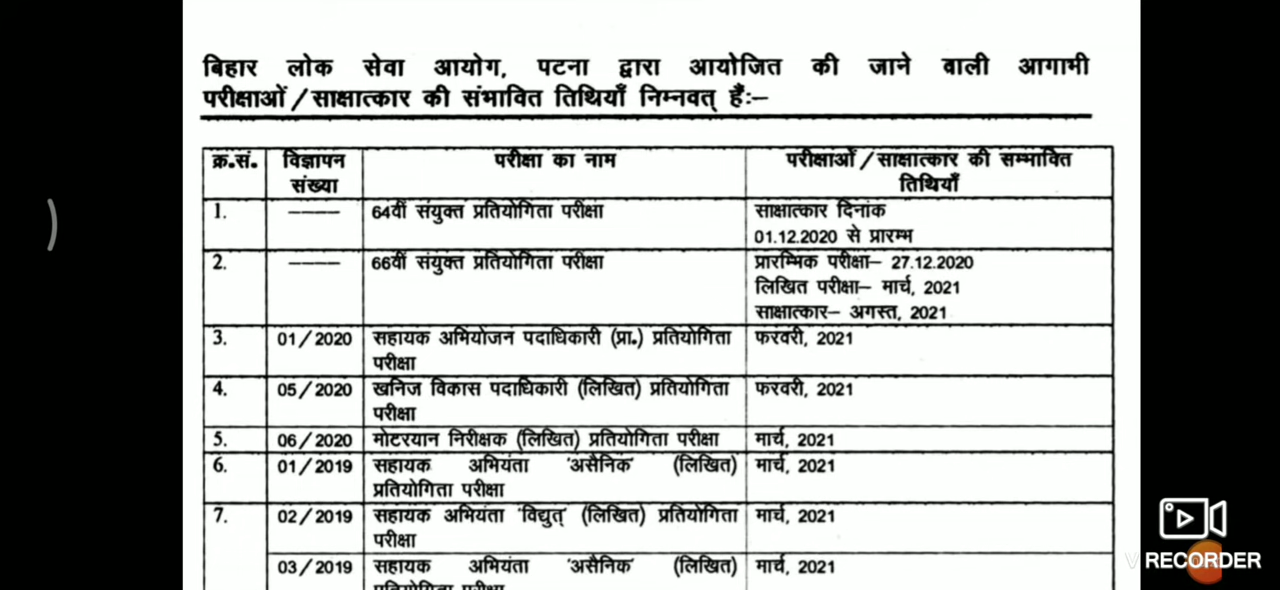 बिहार लोक सेवा आयोग, पटना द्वारा आयोजित की जाने वाली आगामी
परीक्षाओं/साक्षात्कार की संभावित तिथियाँ निम्नवत् हैं:–
क्र.सं. विज्ञापन संख्या परीक्षा का नाम परीक्षाओं/साक्षात्कार की सम्भावित तिथियाँ
1. ––– 64वीं संयुक्त प्रतियोगिता परीक्षा साक्षात्कार दिनांक
01.12.2020 से प्रारम्भ
2. ––– 66वीं संयुक्त प्रतियोगिता परीक्षा प्रारम्भिक परीक्षा– 27.12.2020
लिखित परीक्षा– मार्च, 2021
साक्षात्कार– अगस्त, 2021
3. 01/2020 सहायक अभियोजन पदाधिकारी (प्रा.) प्रतियोगिता फरवरी, 2021
परीक्षा
4. 05/2020 खनिज विकास पदाधिकारी (लिखित) प्रतियोगिता फरवरी, 2021
परीक्षा
5. 06/2020 मोटरयान निरीक्षक (लिखित) प्रतियोगिता परीक्षा मार्च, 2021
6. 01/2019 सहायक अभियंता 'असैनिक' (लिखित) मार्च, 2021
प्रतियोगिता परीक्षा
7. 02/2019 सहायक अभियंता 'विद्युत्' (लिखित) प्रतियोगिता मार्च, 2021
परीक्षा
03/2019 सहायक अभियंता 'असैनिक' (लिखित) मार्च, 2021
प्रतियोगिता परीक्षा
V RECORDER